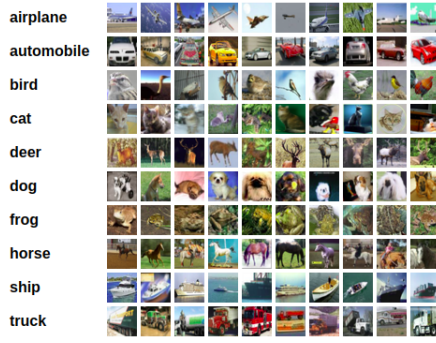 airplane
automobile
bird
cat
deer
dog
frog
horse
ship
truck